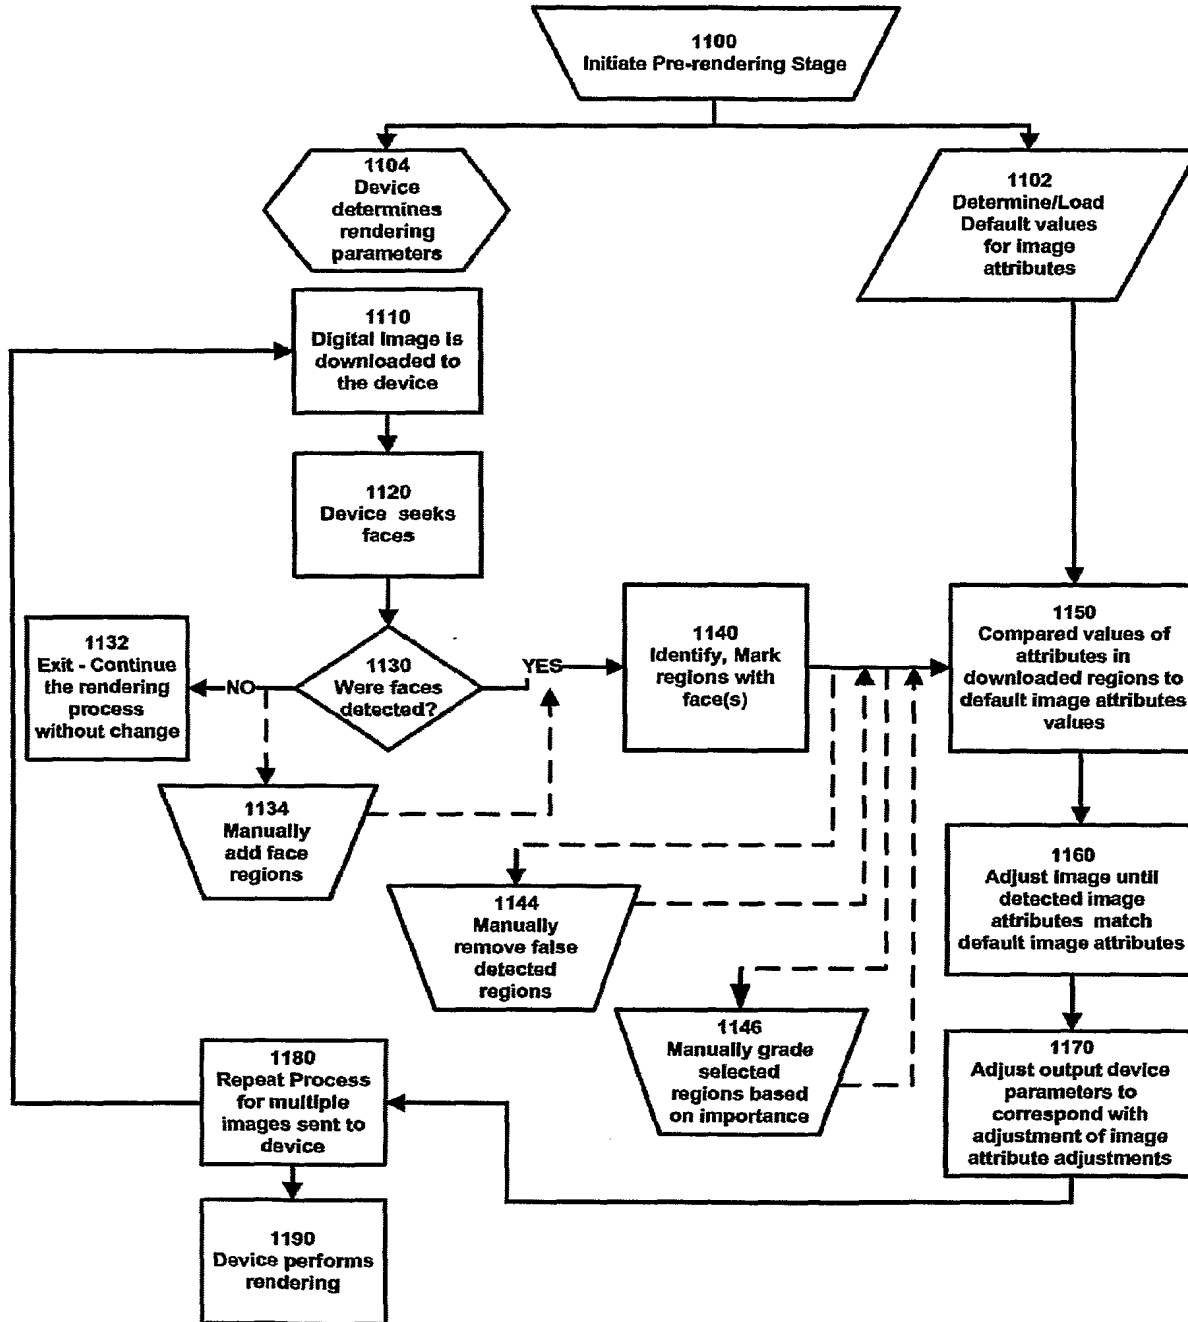 1100
Initiate Pre-rendering Stage
1104
Device
determines
rendering
parameters
1102
Determine/Load
Default values
for image
attributes
1110
Digital Image is
downloaded to
the device
1120
Device seeks
faces
1132
Exit - Continue
the rendering
process
without change
NO
1130
Were faces
detected?
YES
1140
Identify, Mark
regions with
face(s)
1150
Compared values of
attributes in
downloaded regions to
default image attributes
values
1134
Manually
add face
regions
1144
Manually
remove false
detected
regions
1160
Adjust image until
detected image
attributes match
default image attributes
1146
Manually grade
selected
regions based
on importance
1170
Adjust output device
parameters to
correspond with
adjustment of image
attribute adjustments
1180
Repeat Process
for multiple
images sent to
device
1190
Device performs
rendering